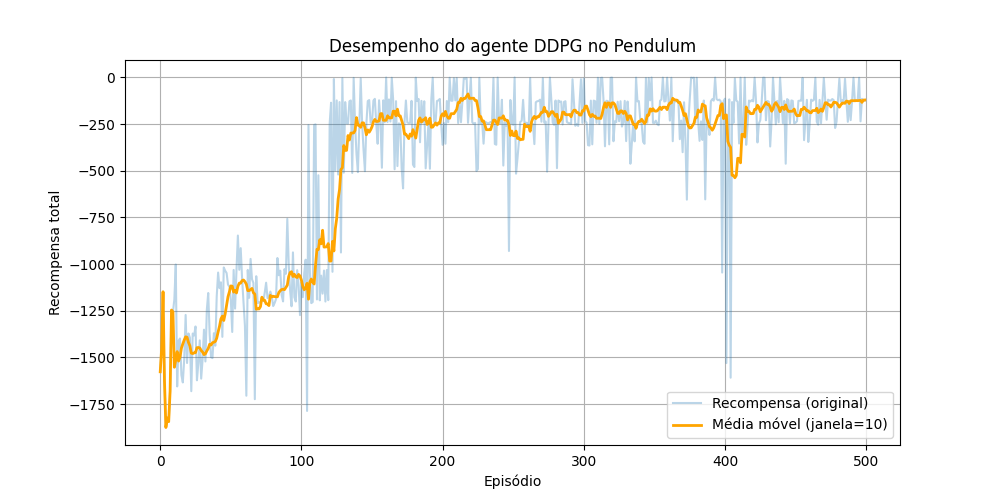 Desempenho do agente DDPG no Pendulum
Recompensa total
0
−250
−500
−750
−1000
−1250
−1500
−1750
0
100
200
300
400
500
Episódio
Recompensa (original)
Média móvel (janela=10)